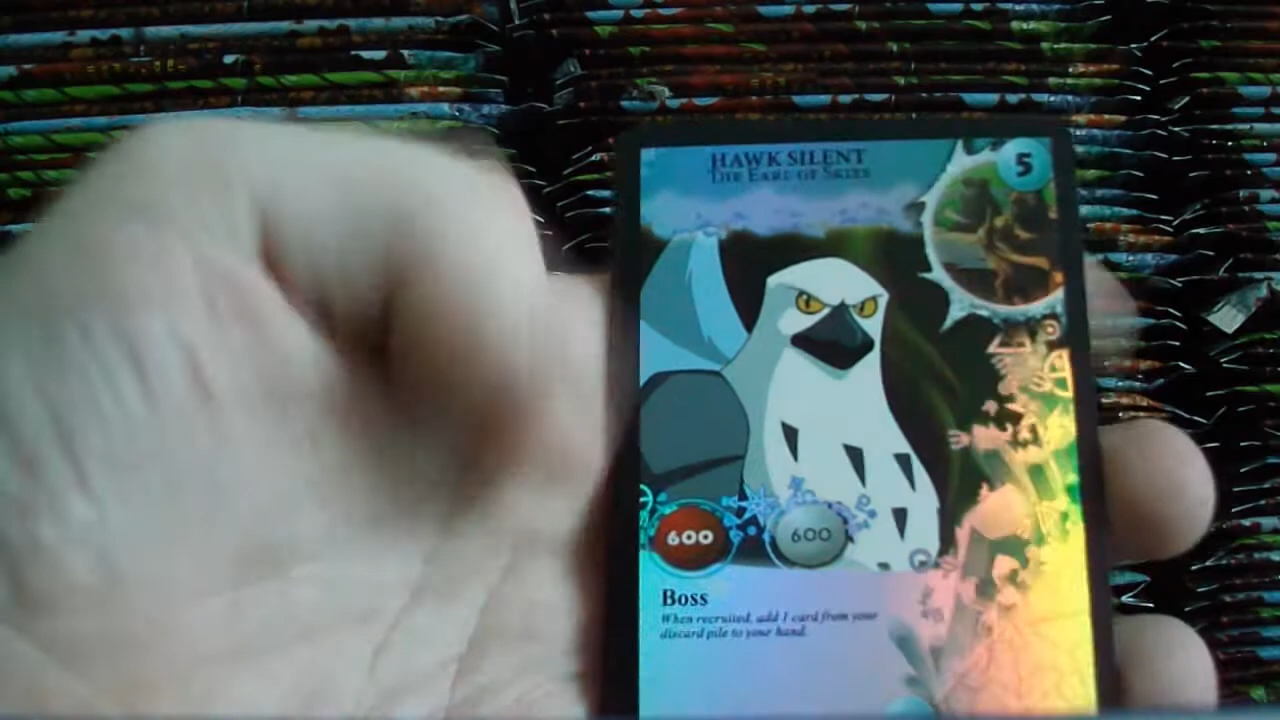 HAWK SILENT
THE EARL OF SKIES
5
600
600
Boss
When recruited, add 1 card from your
discard pile to your hand.